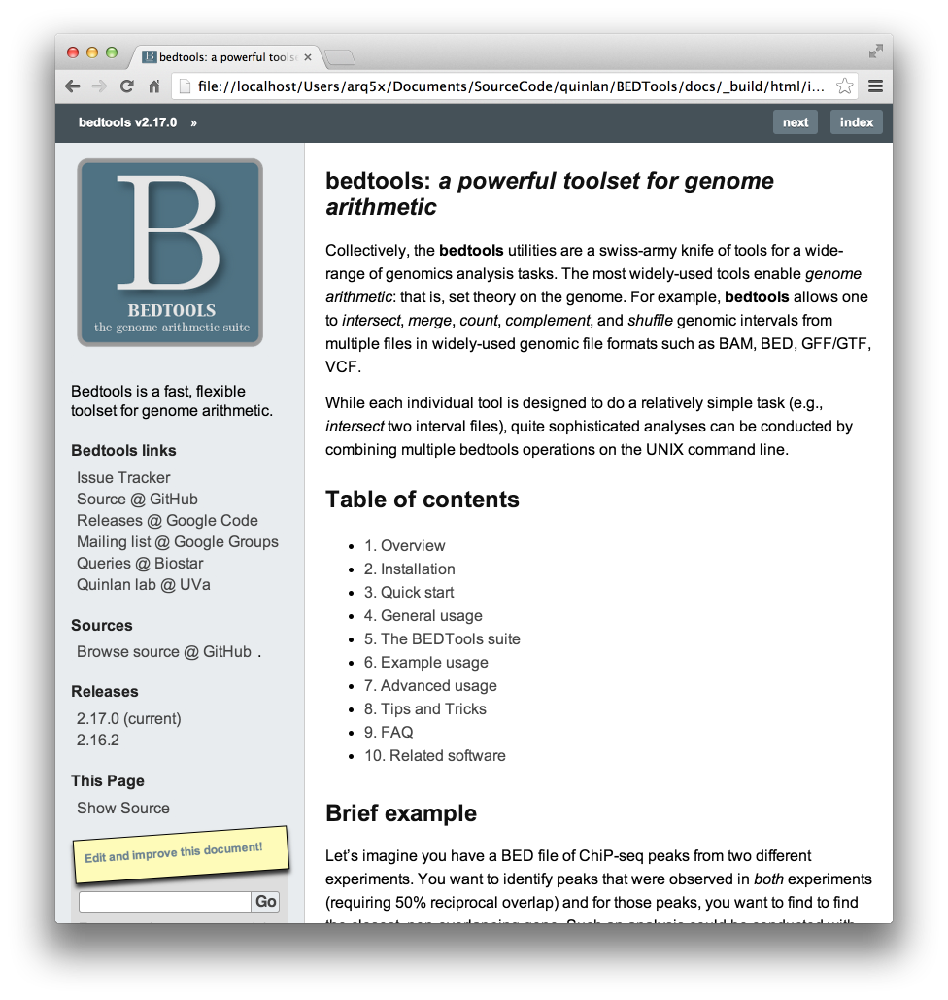 bedtools: a powerful tools
file://localhost/Users/arq5x/Documents/SourceCode/quinlan/BEDTools/docs/_build/html/i...
bedtools v2.17.0 »
next
index
B
BEDTOOLS
the genome arithmetic suite
Bedtools is a fast, flexible
toolset for genome arithmetic.
Bedtools links
Issue Tracker
Source @ GitHub
Releases @ Google Code
Mailing list @ Google Groups
Queries @ Biostar
Quinlan lab @ UVa
Sources
Browse source @ GitHub .
Releases
2.17.0 (current)
2.16.2
This Page
Show Source
Edit and improve this document!
Go
bedtools: a powerful toolset for genome
arithmetic
Collectively, the bedtools utilities are a swiss-army knife of tools for a wide-
range of genomics analysis tasks. The most widely-used tools enable genome
arithmetic: that is, set theory on the genome. For example, bedtools allows one
to intersect, merge, count, complement, and shuffle genomic intervals from
multiple files in widely-used genomic file formats such as BAM, BED, GFF/GTF,
VCF.
While each individual tool is designed to do a relatively simple task (e.g.,
intersect two interval files), quite sophisticated analyses can be conducted by
combining multiple bedtools operations on the UNIX command line.
Table of contents
• 1. Overview
• 2. Installation
• 3. Quick start
• 4. General usage
• 5. The BEDTools suite
• 6. Example usage
• 7. Advanced usage
• 8. Tips and Tricks
• 9. FAQ
• 10. Related software
Brief example
Let's imagine you have a BED file of ChiP-seq peaks from two different
experiments. You want to identify peaks that were observed in both experiments
(requiring 50% reciprocal overlap) and for those peaks, you want to find to find
the closest, non-overlapping gene. Such an analysis could be conducted with